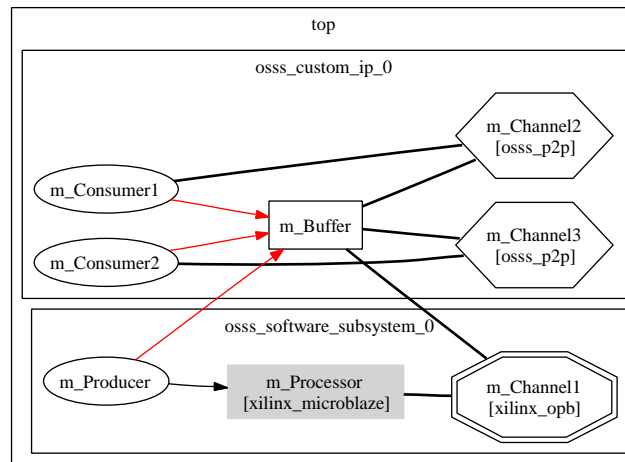 top
osss_custom_ip_0
m_Channel2
[osss_p2p]
m_Consumer1
m_Buffer
m_Channel3
[osss_p2p]
m_Consumer2
osss_software_subsystem_0
m_Producer
m_Processor
[xilinx_microblaze]
m_Channel1
[xilinx_opb]